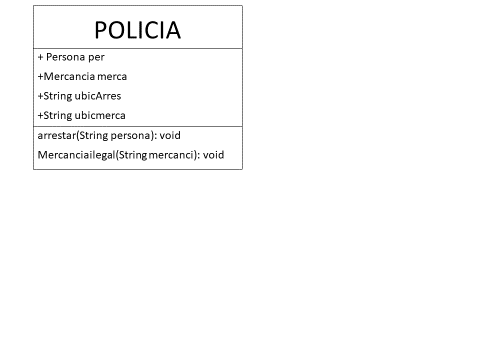 POLICIA
+ Persona per
+Mercancia merca
+String ubicArres
+String ubicmerca
arrestar(String persona): void
Mercanciailegal(String mercanci): void